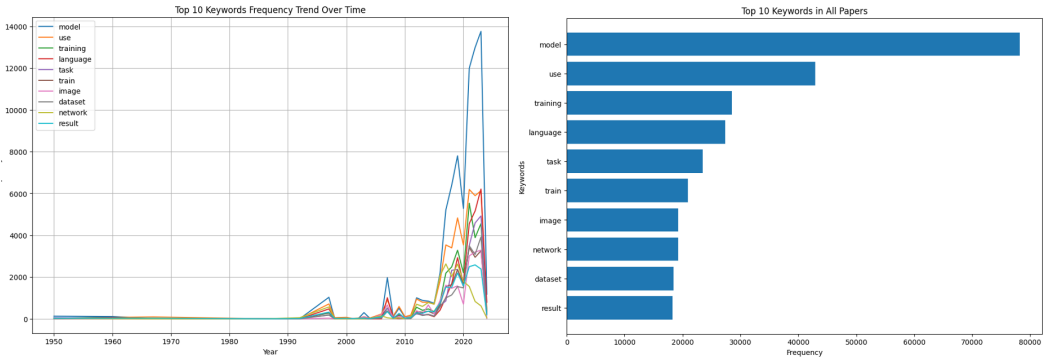 Top 10 Keywords Frequency Trend Over Time
14000
12000
10000
8000
6000
4000
2000
0
model
use
training
language
task
train
image
dataset
network
result
1950
1960
1970
1980
1990
2000
2010
2020
Year
Top 10 Keywords in All Papers
Keywords
model
use
training
language
task
train
image
network
dataset
result
0
10000
20000
30000
40000
50000
60000
70000
80000
Frequency